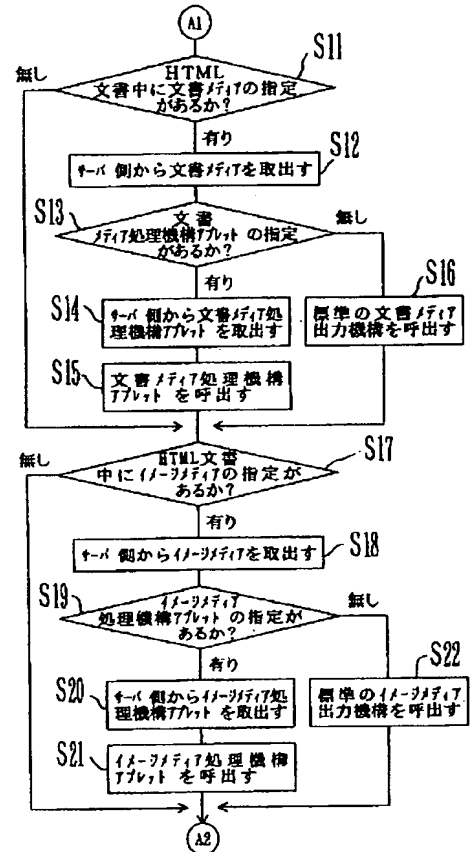 A1
S11
無し
HTML
文書中に文書メディアの指定
があるか?
有り
S12
サーバ 側から文書メディアを取出す
S13
文書
メディア処理機構アプレット の指定
があるか?
無し
有り
S14
サーバ 側から文書メディア処
理機構アプレット を取出す
S16
標準の文書メディア
出力機構を呼出す
S15
文書メディア処理機構
アプレット を呼出す
S17
無し
HTML文書
中にイメージメディアの指定が
あるか?
有り
S18
サーバ 側からイメージメディアを取出す
S19
イメージメディア
処理機構アプレット の指定が
あるか?
無し
有り
S20
サーバ 側からイメージメディア処
理機構アプレット を取出す
S22
標準のイメージメディア
出力機構を呼出す
S21
イメージメディア処理機構
アプレット を呼出す
A2